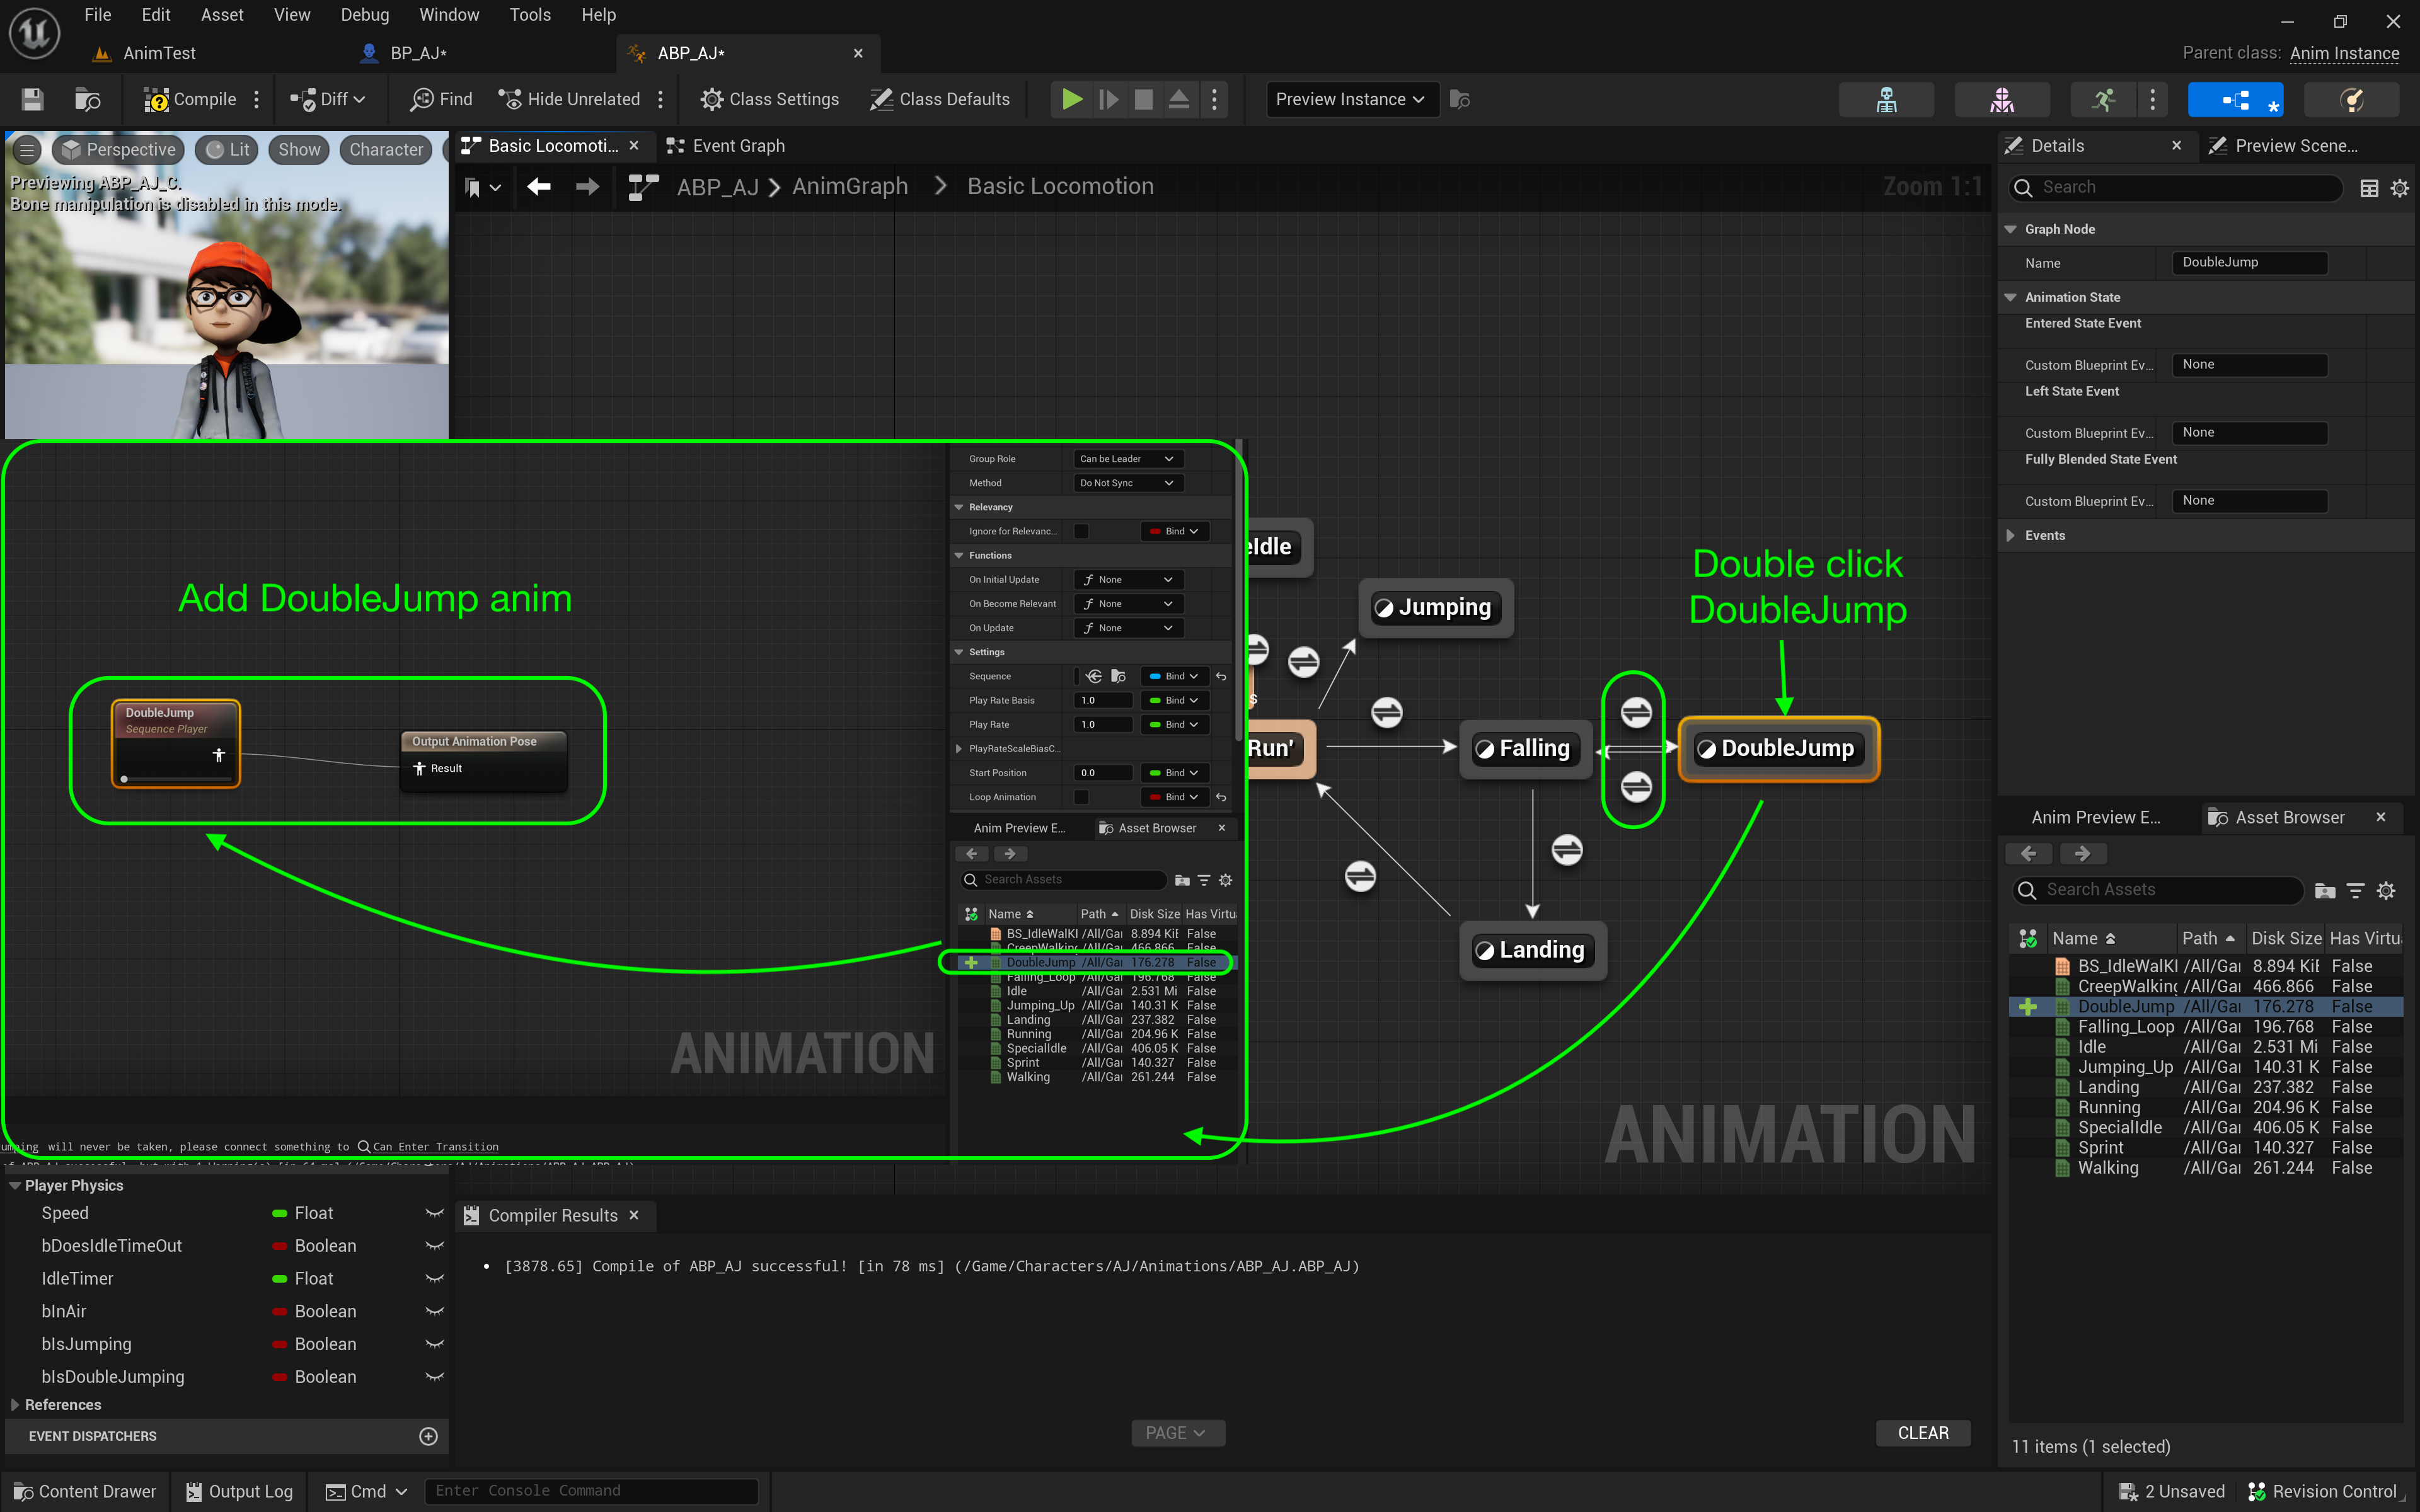 File Edit Asset View Debug Window Tools Help
AnimTest BP_AJ* ABP_AJ*
Parent class: Anim Instance
Compile Diff Find Hide Unrelated Class Settings Class Defaults Preview Instance
Perspective Lit Show Character
Previewing ABP_AJ_C.
Bone manipulation is disabled in this mode.
Basic Locomoti... Event Graph
ABP_AJ AnimGraph Basic Locomotion
Zoom 1:1
Add DoubleJump anim
DoubleJump
Sequence Player
Output Animation Pose
Result
ANIMATION
Group Role Can be Leader
Method Do Not Sync
Relevancy
Ignore for Relevanc... Bind
Functions
On Initial Update None
On Become Relevant None
On Update None
Settings
Sequence Bind
Play Rate Basis 1.0 Bind
Play Rate 1.0 Bind
PlayRateScaleBiasC...
Start Position 0.0 Bind
Loop Animation Bind
Anim Preview E... Asset Browser
Search Assets
Name Path Disk Size Has Virtu
BS_IdleWalKl /All/Gai 8.894 KiE False
CreepWalking /All/Gai 466.866 False
DoubleJump /All/Gai 176.278 False
Falling_Loop /All/Gai 196.768 False
Idle /All/Gai 2.531 Mi False
Jumping_Up /All/Gai 140.31 K False
Landing /All/Gai 237.382 False
Running /All/Gai 204.96 K False
SpecialIdle /All/Gai 406.05 K False
Sprint /All/Gai 140.327 False
Walking /All/Gai 261.244 False
umping will never be taken, please connect something to Can Enter Transition
eIdle
Jumping
s
Run'
Falling
DoubleJump
Landing
Double click
DoubleJump
ANIMATION
Player Physics
Speed Float
bDoesIdleTimeOut Boolean
IdleTimer Float
bInAir Boolean
bIsJumping Boolean
bIsDoubleJumping Boolean
References
EVENT DISPATCHERS
Compiler Results
[3878.65] Compile of ABP_AJ successful! [in 78 ms] (/Game/Characters/AJ/Animations/ABP_AJ.ABP_AJ)
PAGE
CLEAR
Details Preview Scene...
Search
Graph Node
Name DoubleJump
Animation State
Entered State Event
Custom Blueprint Ev... None
Left State Event
Custom Blueprint Ev... None
Fully Blended State Event
Custom Blueprint Ev... None
Events
Anim Preview E... Asset Browser
Search Assets
Name Path Disk Size Has Virtu
BS_IdleWalKl /All/Gai 8.894 KiE False
CreepWalking /All/Gai 466.866 False
DoubleJump /All/Gai 176.278 False
Falling_Loop /All/Gai 196.768 False
Idle /All/Gai 2.531 Mi False
Jumping_Up /All/Gai 140.31 K False
Landing /All/Gai 237.382 False
Running /All/Gai 204.96 K False
SpecialIdle /All/Gai 406.05 K False
Sprint /All/Gai 140.327 False
Walking /All/Gai 261.244 False
11 items (1 selected)
Content Drawer Output Log Cmd Enter Console Command
2 Unsaved Revision Control